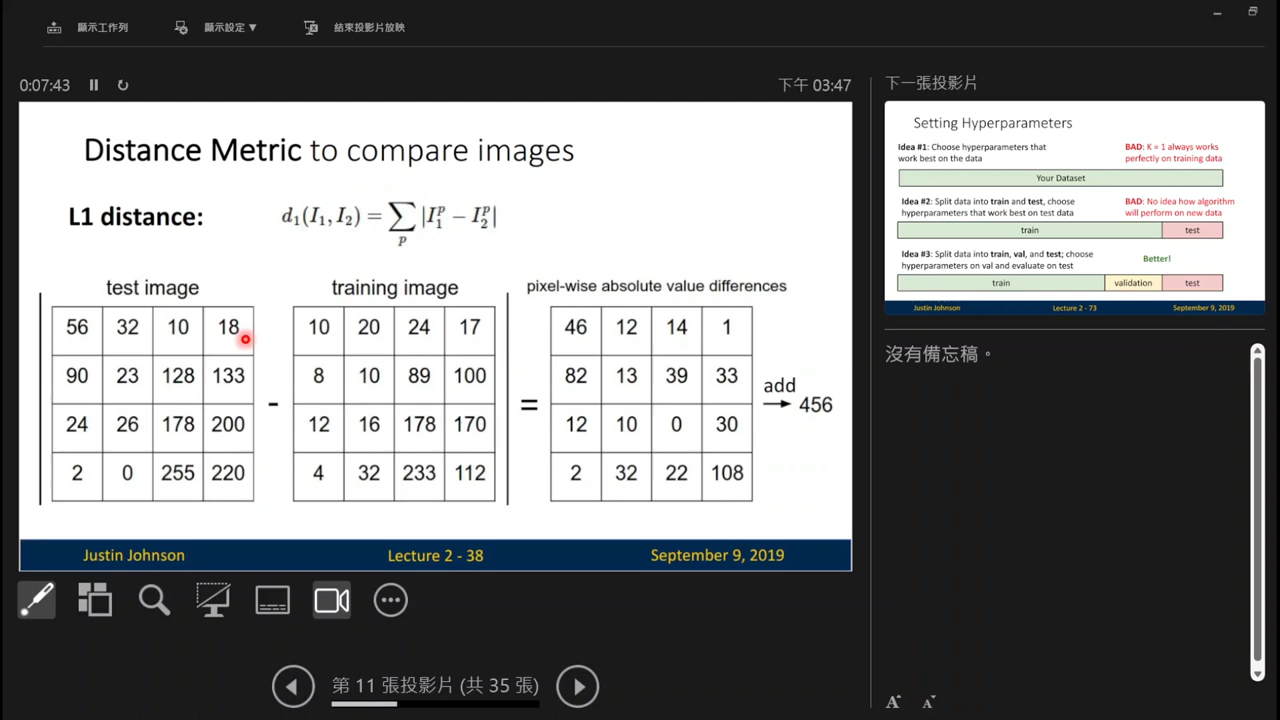 顯示工作列 顯示設定 ▼ 結束投影片放映
0:07:43 下午 03:47
Distance Metric to compare images
L1 distance: d₁(I₁, I₂) = ∑ₚ |I₁ᵖ − I₂ᵖ|
test image training image pixel-wise absolute value differences
56 32 10 18 10 20 24 17 46 12 14 1
90 23 128 133 8 10 89 100 82 13 39 33
- = add → 456
24 26 178 200 12 16 178 170 12 10 0 30
2 0 255 220 4 32 233 112 2 32 22 108
Justin Johnson Lecture 2 - 38 September 9, 2019
第 11 張投影片 (共 35 張)
下一張投影片
Setting Hyperparameters
Idea #1: Choose hyperparameters that BAD: K = 1 always works
work best on the data perfectly on training data
Your Dataset
Idea #2: Split data into train and test, choose BAD: No idea how algorithm
hyperparameters that work best on test data will perform on new data
train test
Idea #3: Split data into train, val, and test; choose Better!
hyperparameters on val and evaluate on test
train validation test
Justin Johnson Lecture 2 - 73 September 9, 2019
沒有備忘稿。
A A